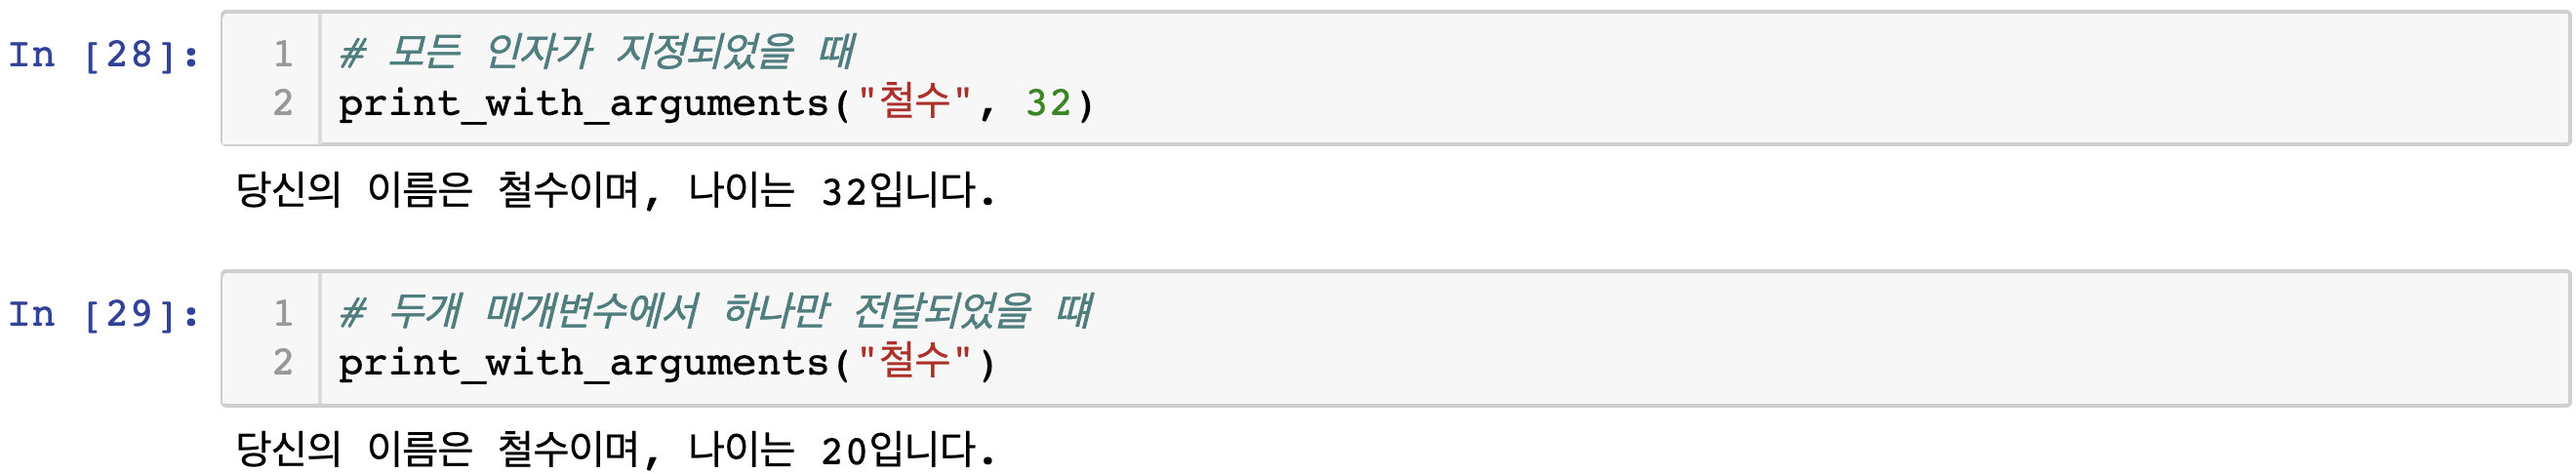 In [28]:
1 # 모든 인자가 지정되었을 때
2 print_with_arguments("철수", 32)
당신의 이름은 철수이며, 나이는 32입니다.
In [29]:
1 # 두개 매개변수에서 하나만 전달되었을 떄
2 print_with_arguments("철수")
당신의 이름은 철수이며, 나이는 20입니다.